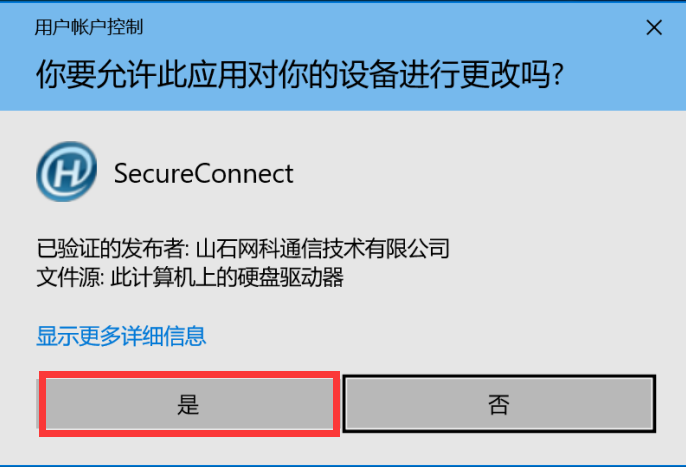 用户帐户控制
你要允许此应用对你的设备进行更改吗?
H
SecureConnect
已验证的发布者: 山石网科通信技术有限公司
文件源: 此计算机上的硬盘驱动器
显示更多详细信息
是
否